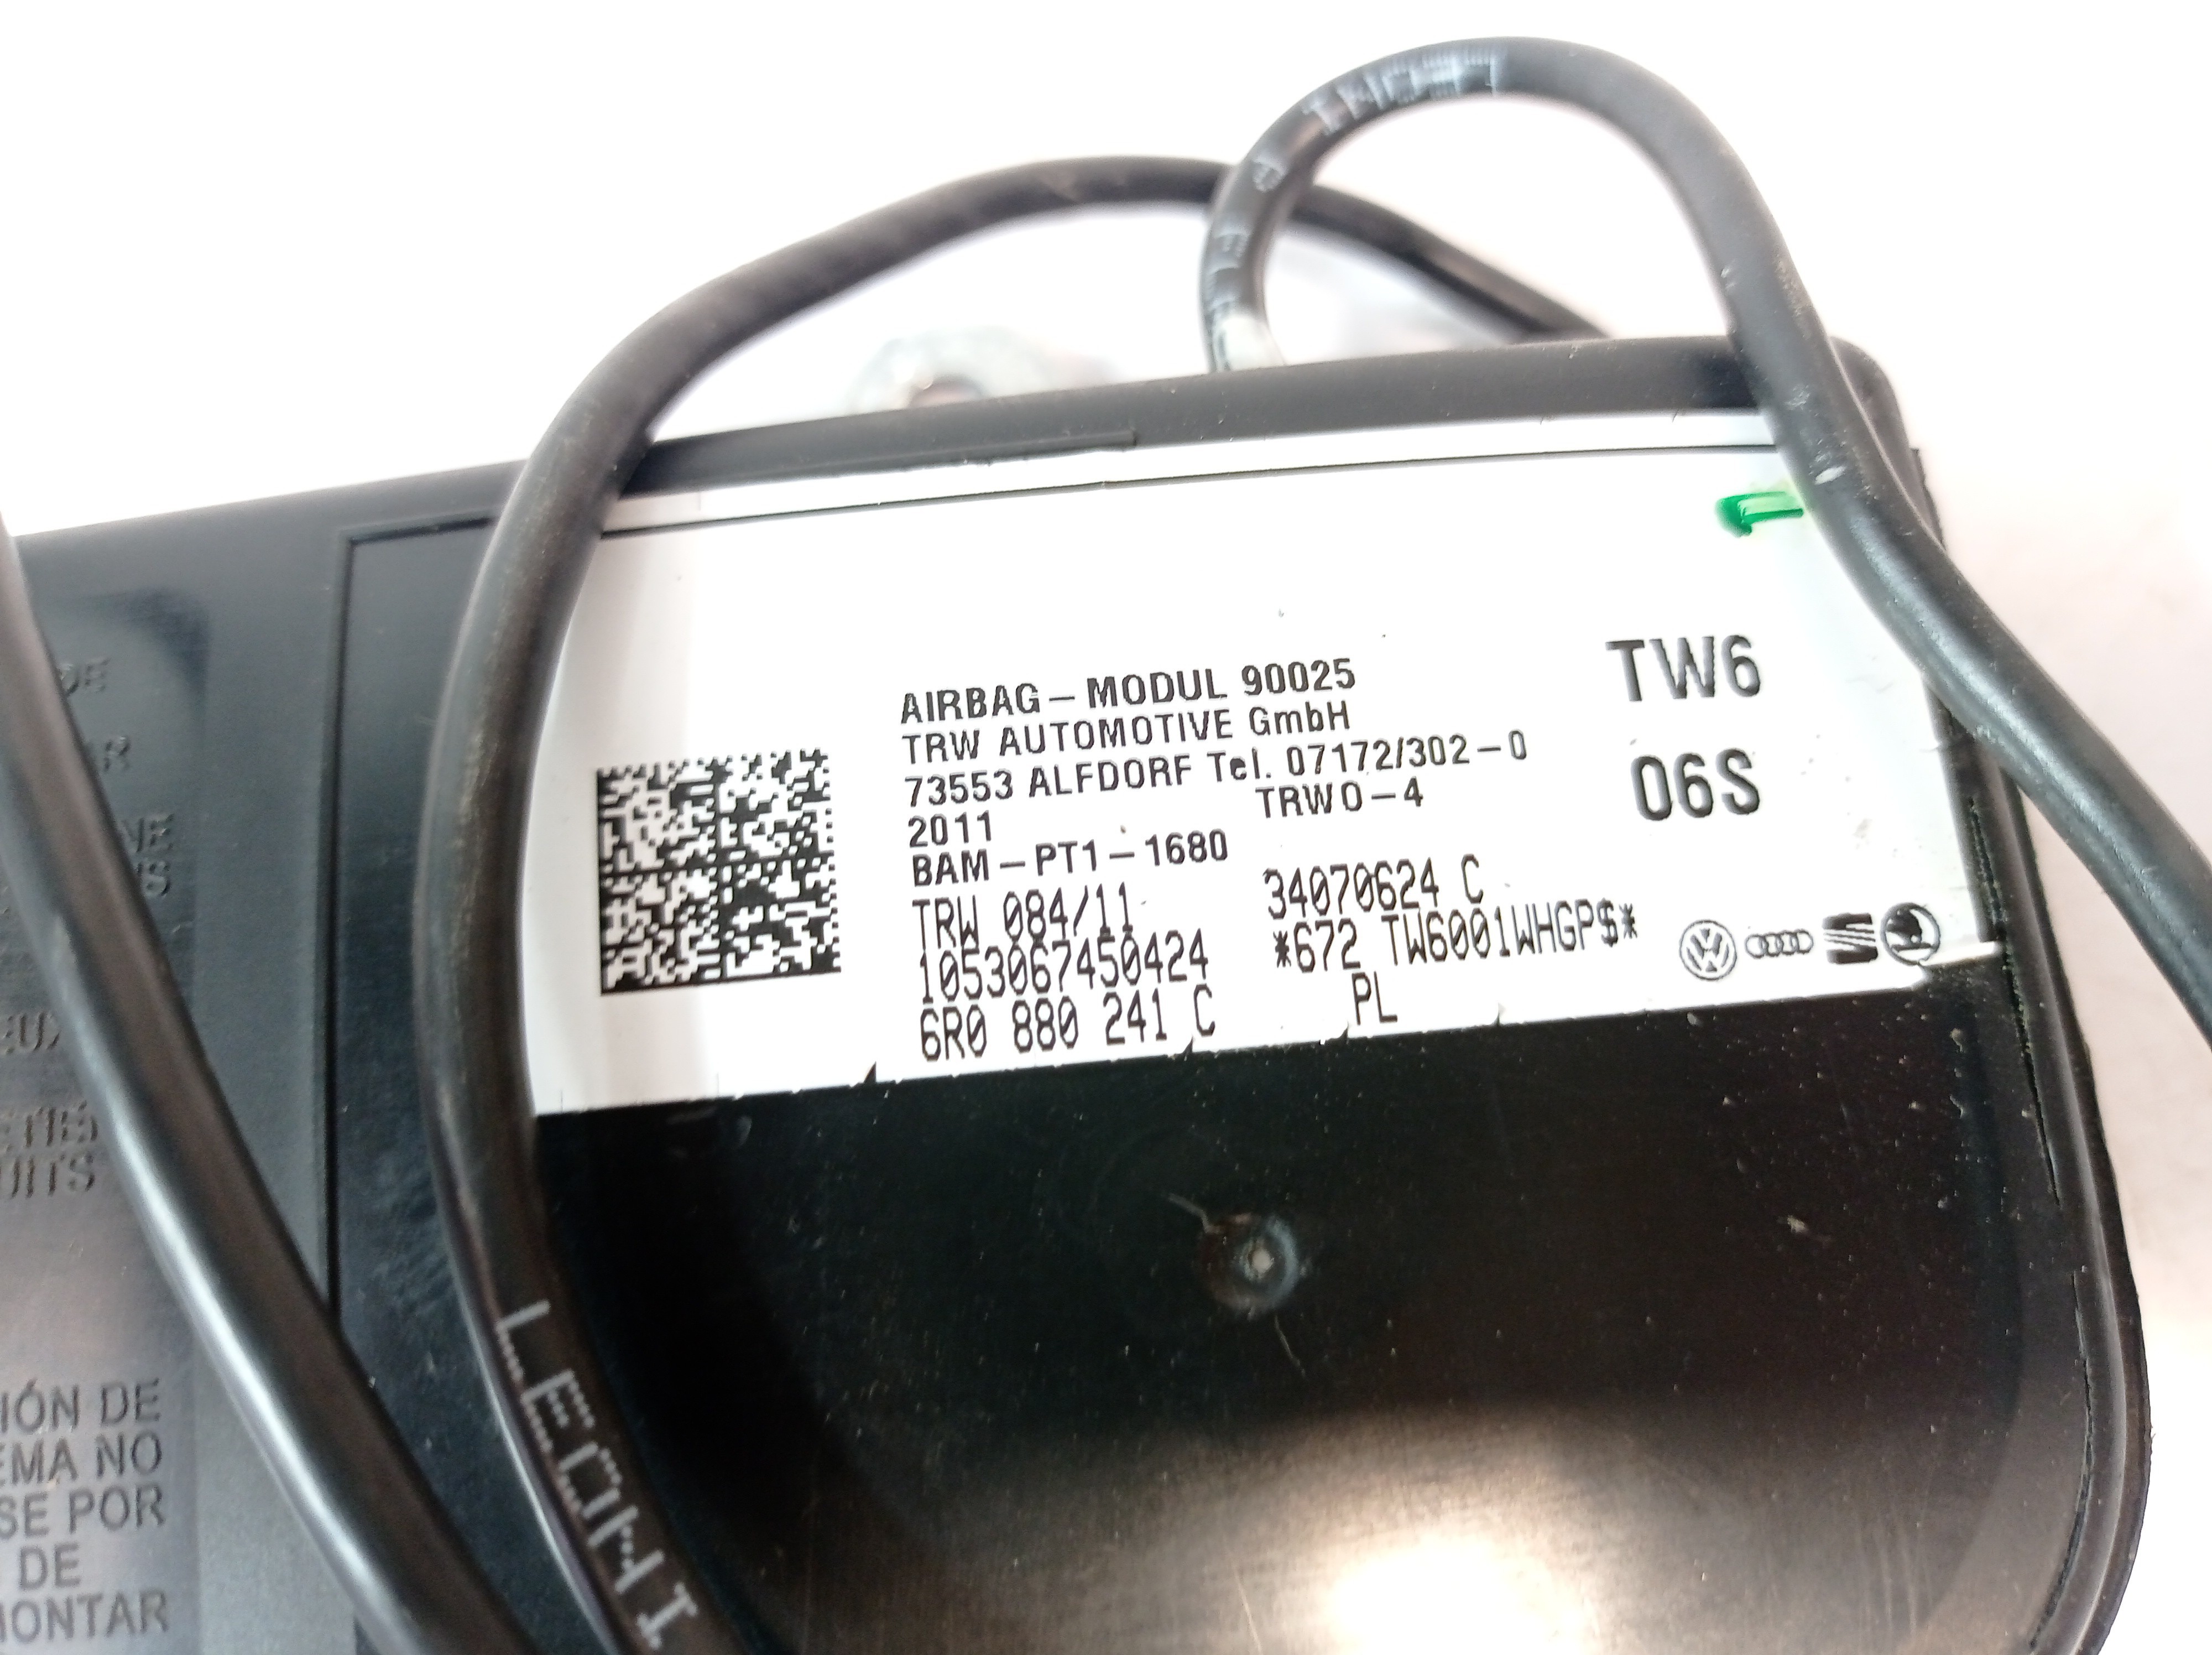 AIRBAG – MODUL 90025
TRW AUTOMOTIVE GmbH
73553 ALFDORF Tel. 07172/302 – 0
2011 TRW0 – 4
BAM – PT1 – 1680
TRW 084/11 34070624 C
1053067450424 *672 TW6001WHGP$*
6R0 880 241 C PL
TW6
06S
LEONI
DE
IÓN DE
EMA NO
SE POR
DE
MONTAR